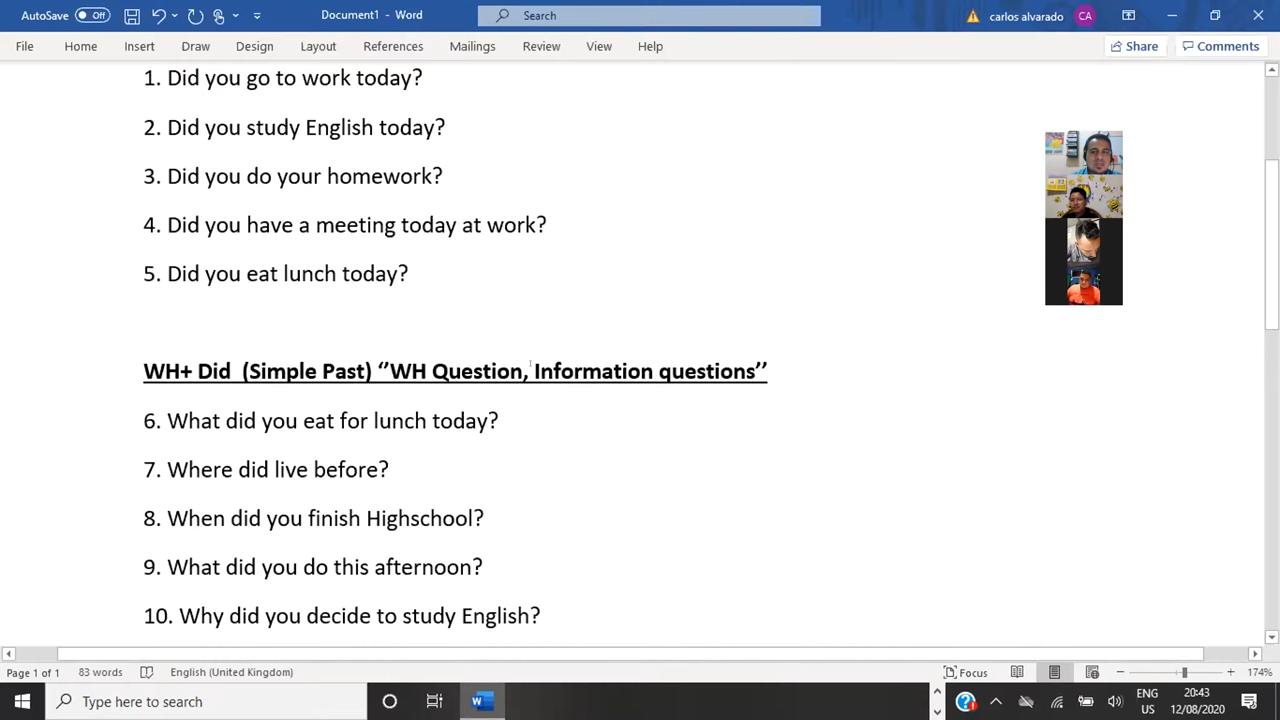 AutoSave Off Document1 - Word Search carlos alvarado CA
File Home Insert Draw Design Layout References Mailings Review View Help Share Comments
1. Did you go to work today?
2. Did you study English today?
3. Did you do your homework?
4. Did you have a meeting today at work?
5. Did you eat lunch today?
WH+ Did (Simple Past) ‘’WH Question, Information questions’’
6. What did you eat for lunch today?
7. Where did live before?
8. When did you finish Highschool?
9. What did you do this afternoon?
10. Why did you decide to study English?
Page 1 of 1 83 words English (United Kingdom) Focus 174%
Type here to search ENG 20:43
US 12/08/2020